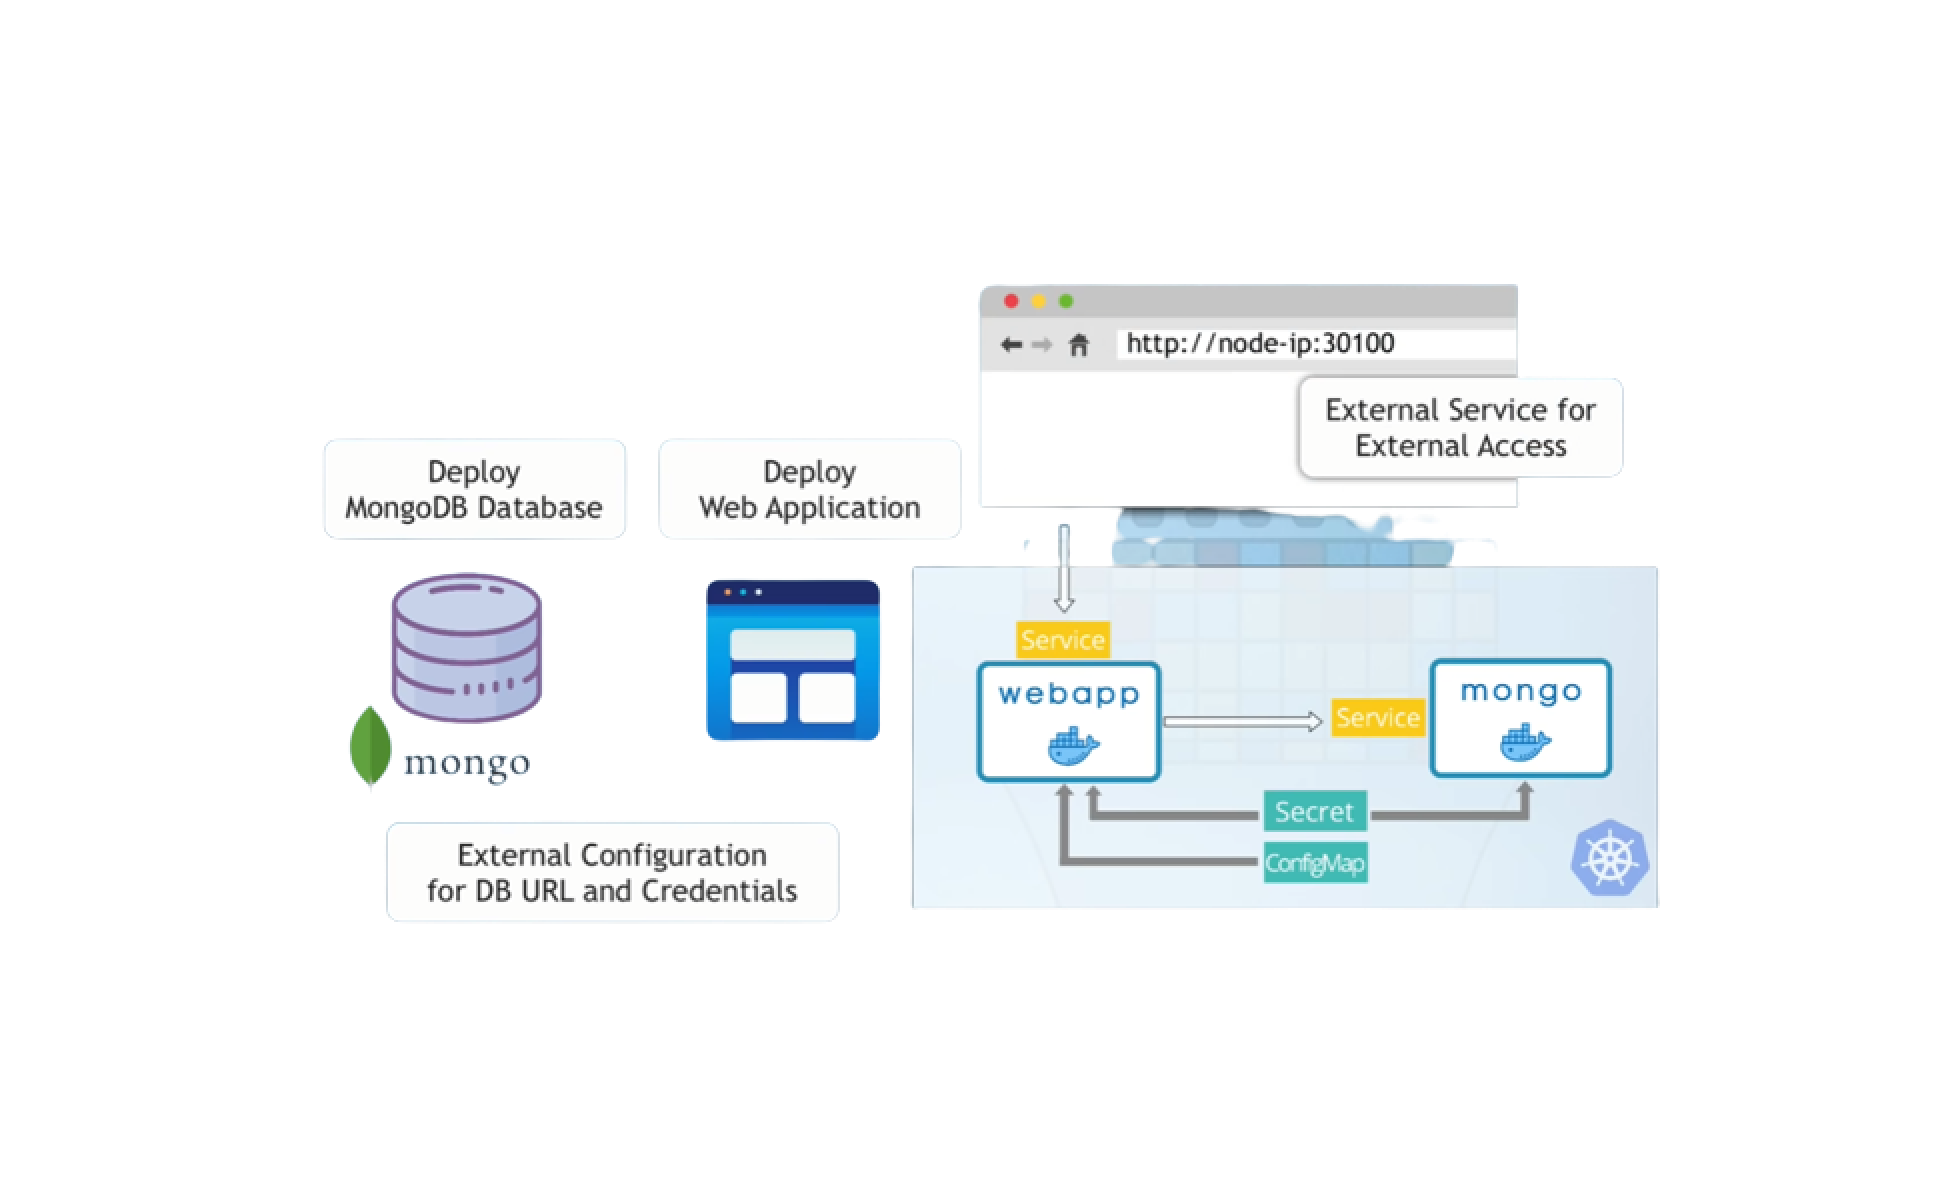 http://node-ip:30100
External Service for
External Access
Deploy
MongoDB Database
Deploy
Web Application
mongo
External Configuration
for DB URL and Credentials
Service
webapp
Service
mongo
Secret
ConfigMap